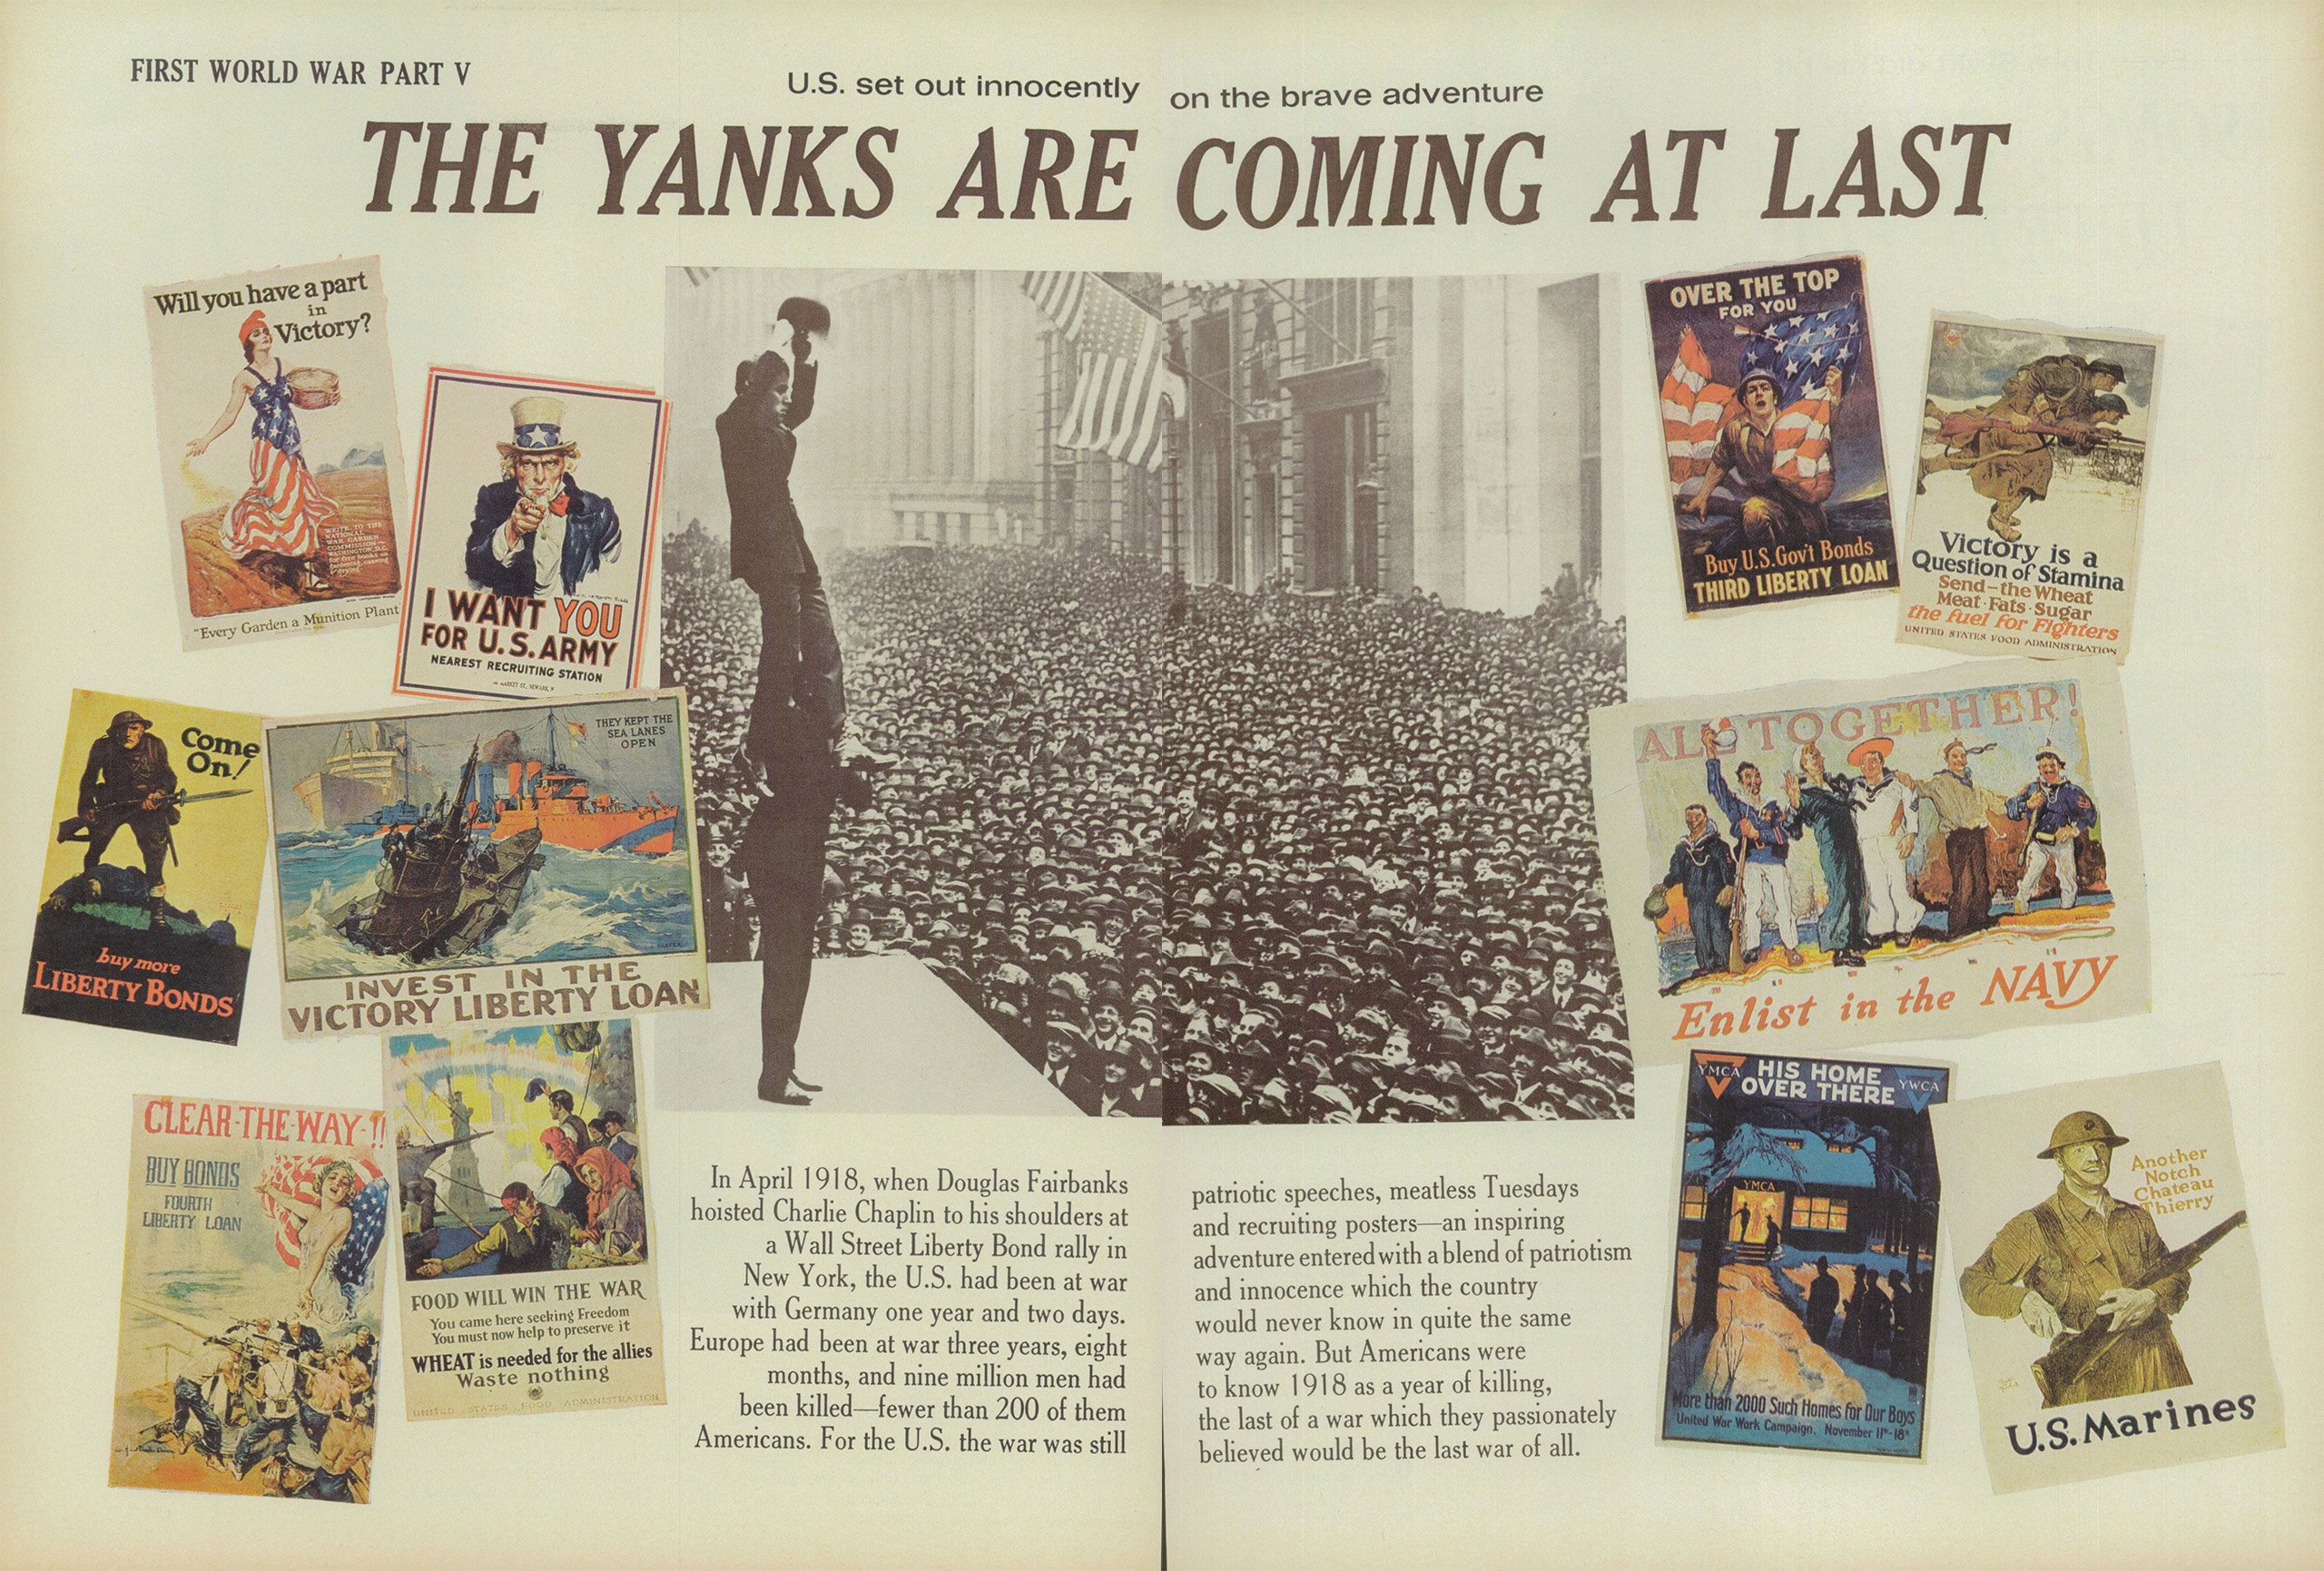 FIRST WORLD WAR PART V
U.S. set out innocently on the brave adventure
THE YANKS ARE COMING AT LAST
Will you have a part
in
Victory?
WRITE TO THE
NATIONAL
WAR GARDEN
COMMISSION—
WASHINGTON, D.C.
for free books on
gardening, canning
& drying.
"Every Garden a Munition Plant
I WANT YOU
FOR U.S. ARMY
NEAREST RECRUITING STATION
MARKET ST., NEWARK, N
Come
On!
buy more
LIBERTY BONDS
THEY KEPT THE
SEA LANES
OPEN
SHAFER
INVEST IN THE
VICTORY LIBERTY LOAN
CLEAR-THE-WAY-!!
BUY BONDS
FOURTH
LIBERTY LOAN
FOOD WILL WIN THE WAR
You came here seeking Freedom
You must now help to preserve it
WHEAT is needed for the allies
Waste nothing
UNITED STATES FOOD ADMINISTRATION
OVER THE TOP
FOR YOU
Buy U.S. Gov't Bonds
THIRD LIBERTY LOAN
Victory is a
Question of Stamina
Send—the Wheat
Meat·Fats·Sugar
the fuel for Fighters
UNITED STATES FOOD ADMINISTRATION
ALL TOGETHER!
Enlist in the NAVY
YMCA HIS HOME
OVER THERE YWCA
YMCA
More than 2000 Such Homes for Our Boys
United War Work Campaign. November 11th-18th
Another
Notch
Chateau
Thierry
U.S. Marines
In April 1918, when Douglas Fairbanks
hoisted Charlie Chaplin to his shoulders at
a Wall Street Liberty Bond rally in
New York, the U.S. had been at war
with Germany one year and two days.
Europe had been at war three years, eight
months, and nine million men had
been killed—fewer than 200 of them
Americans. For the U.S. the war was still
patriotic speeches, meatless Tuesdays
and recruiting posters—an inspiring
adventure entered with a blend of patriotism
and innocence which the country
would never know in quite the same
way again. But Americans were
to know 1918 as a year of killing,
the last of a war which they passionately
believed would be the last war of all.